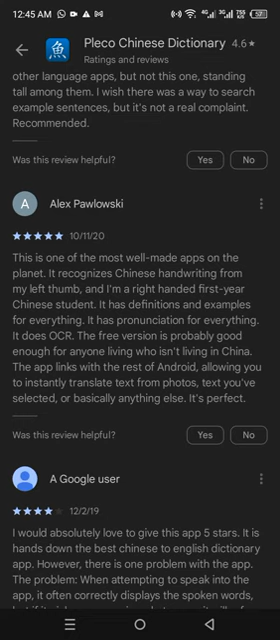 12:45 AM
4G 3G 755 B/S 28
Pleco Chinese Dictionary 4.6★
魚
Ratings and reviews
other language apps, but not this one, standing
tall among them. I wish there was a way to search
example sentences, but it's not a real complaint.
Recommended.
Was this review helpful? Yes No
A Alex Pawlowski
★★★★★ 10/11/20
This is one of the most well-made apps on the
planet. It recognizes Chinese handwriting from
my left thumb, and I'm a right handed first-year
Chinese student. It has definitions and examples
for everything. It has pronunciation for everything.
It does OCR. The free version is probably good
enough for anyone living who isn't living in China.
The app links with the rest of Android, allowing you
to instantly translate text from photos, text you've
selected, or basically anything else. It's perfect.
Was this review helpful? Yes No
A Google user
★★★★☆ 12/2/19
I would absolutely love to give this app 5 stars. It is
hands down the best chinese to english dictionary
app. However, there is one problem with the app.
The problem: When attempting to speak into the
app, it often correctly displays the spoken words,